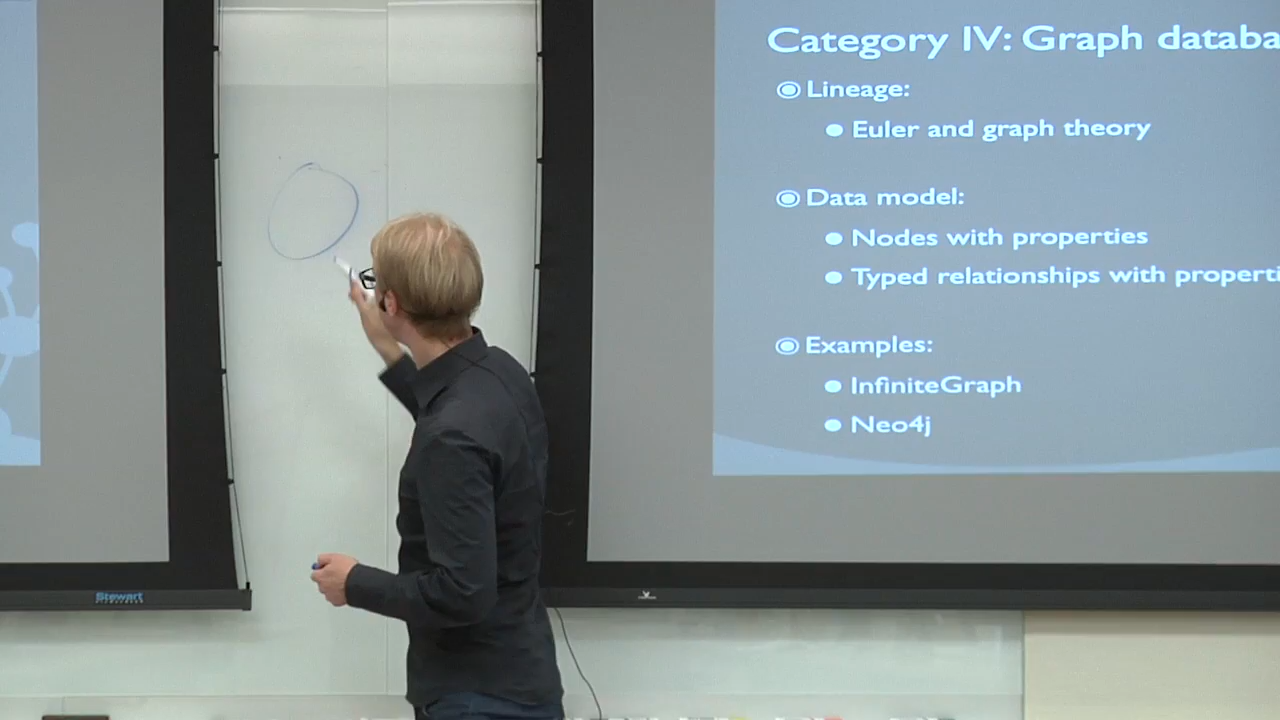 Category IV: Graph databa
Lineage:
Euler and graph theory
Data model:
Nodes with properties
Typed relationships with properti
Examples:
InfiniteGraph
Neo4j
Stewart